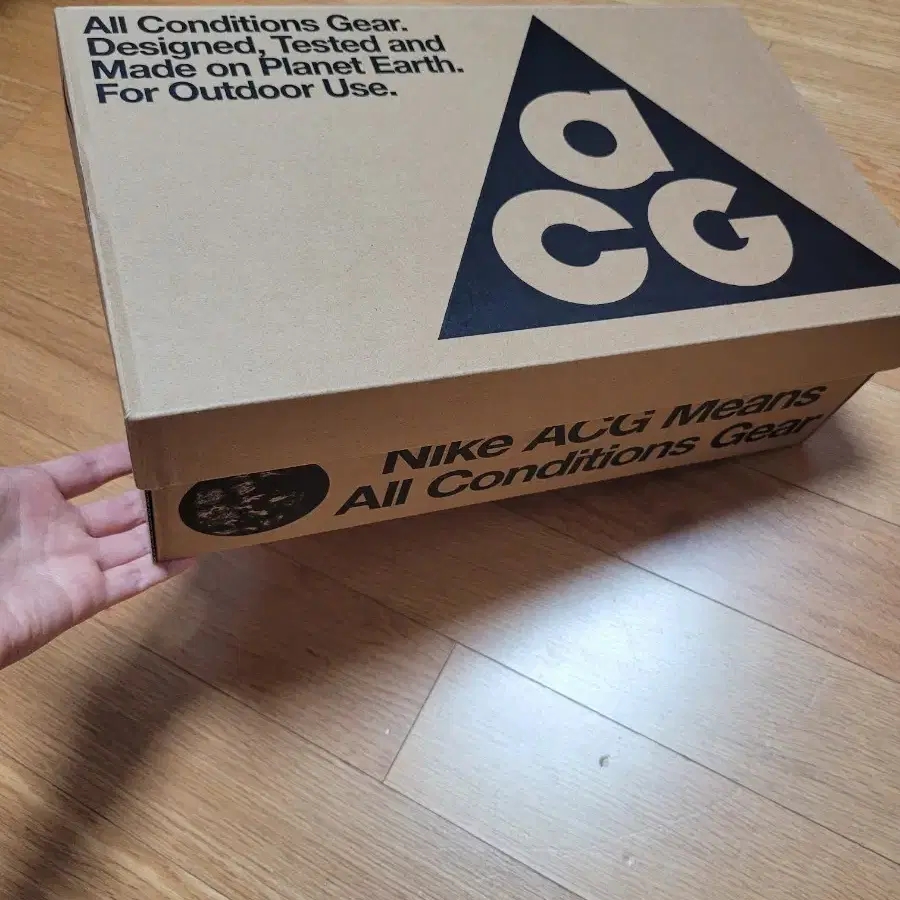 All Conditions Gear.
Designed, Tested and
Made on Planet Earth.
For Outdoor Use.
a
CG
Nike ACG Means
All Conditions Gear